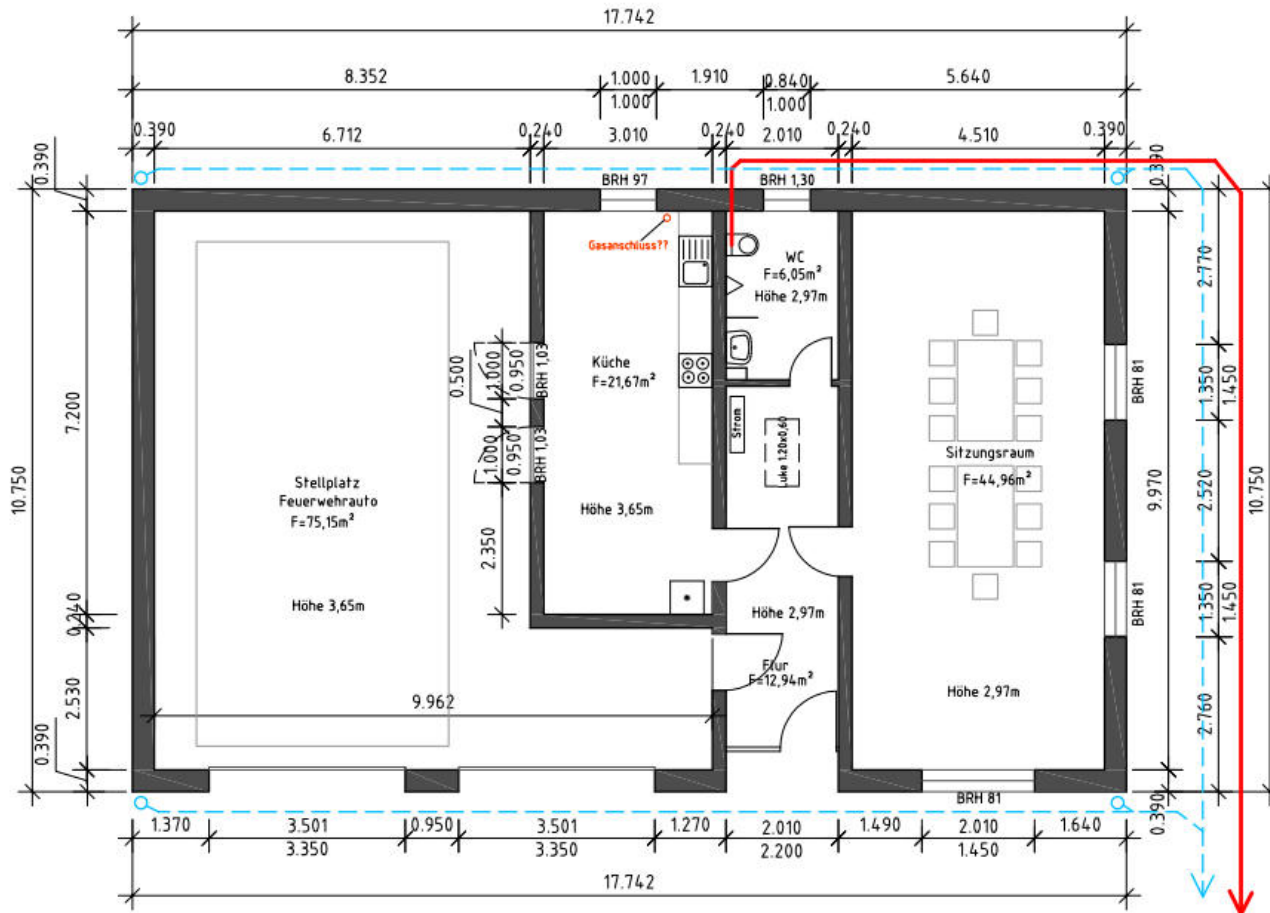 17.742
8.352
1.000
1.000
1.910
0.840
1.000
5.640
0.390
6.712
0.240
3.010
0.240
2.010
0.240
4.510
0.390
0.390
BRH 97
BRH 1,30
0.390
Gasanschluss??
WC
F=6,05m²
Höhe 2,97m
2.770
7.200
10.750
0.500
1.000
0.950
BRH 1,03
1.000
0.950
BRH 1,03
2.350
Küche
F=21,67m²
Höhe 3,65m
Strom
Luke 1.20x0,60
Sitzungsraum
F=44,96m²
BRH 81
1.350
1.450
2.520
9.970
10.750
BRH 81
1.350
1.450
Stellplatz
Feuerwehrauto
F=75,15m²
Höhe 3,65m
Höhe 2,97m
Flur
F=12,94m²
Höhe 2,97m
0.240
2.530
0.390
9.962
2.760
BRH 81
0.390
1.370
3.501
3.350
0.950
3.501
3.350
1.270
2.010
2.200
1.490
2.010
1.450
1.640
17.742